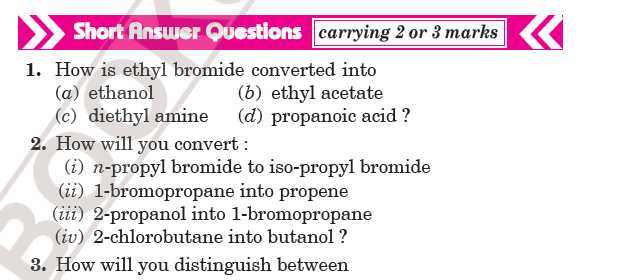 Short Answer Questions carrying 2 or 3 marks
1. How is ethyl bromide converted into
(a) ethanol (b) ethyl acetate
(c) diethyl amine (d) propanoic acid ?
2. How will you convert :
(i) n-propyl bromide to iso-propyl bromide
(ii) 1-bromopropane into propene
(iii) 2-propanol into 1-bromopropane
(iv) 2-chlorobutane into butanol ?
3. How will you distinguish between
BOOK